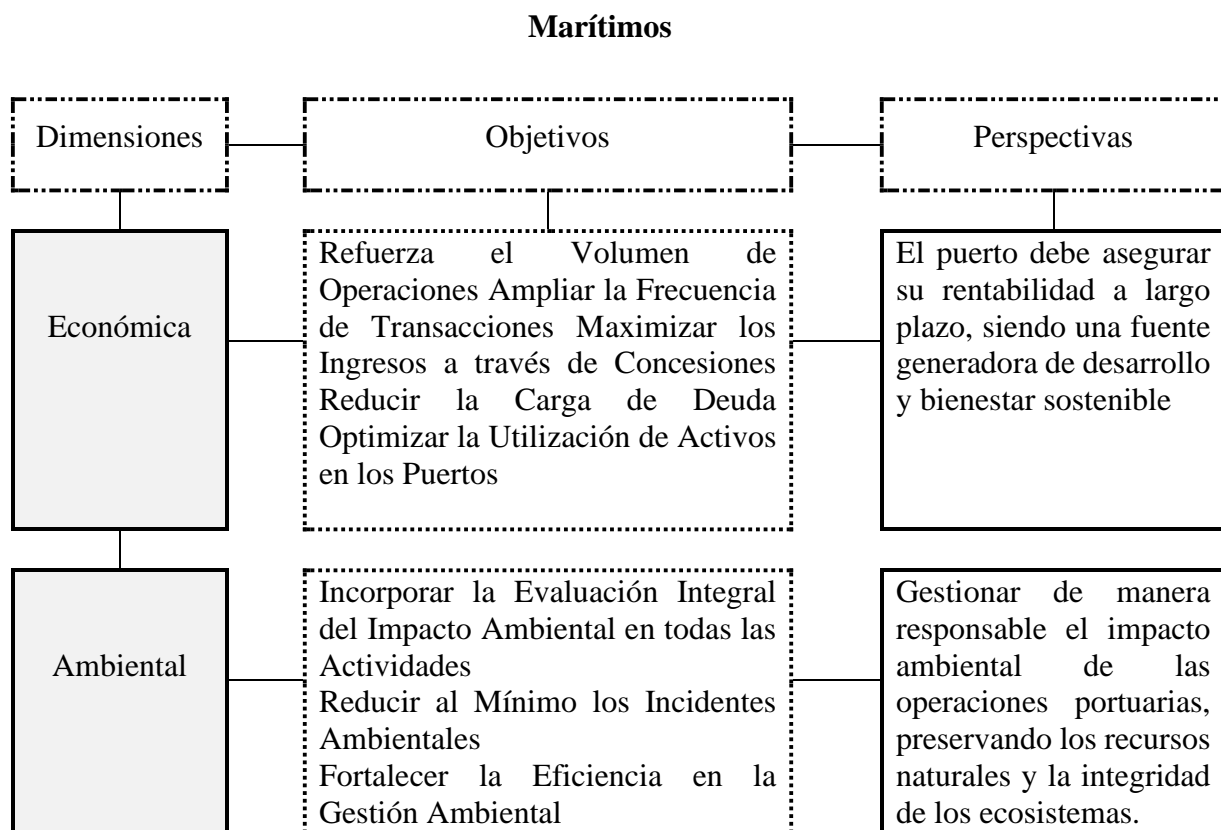 Marítimos
Dimensiones
Objetivos
Perspectivas
Económica
Refuerza el Volumen de
Operaciones Ampliar la Frecuencia
de Transacciones Maximizar los
Ingresos a través de Concesiones
Reducir la Carga de Deuda
Optimizar la Utilización de Activos
en los Puertos
El puerto debe asegurar
su rentabilidad a largo
plazo, siendo una fuente
generadora de desarrollo
y bienestar sostenible
Ambiental
Incorporar la Evaluación Integral
del Impacto Ambiental en todas las
Actividades
Reducir al Mínimo los Incidentes
Ambientales
Fortalecer la Eficiencia en la
Gestión Ambiental
Gestionar de manera
responsable el impacto
ambiental de las
operaciones portuarias,
preservando los recursos
naturales y la integridad
de los ecosistemas.